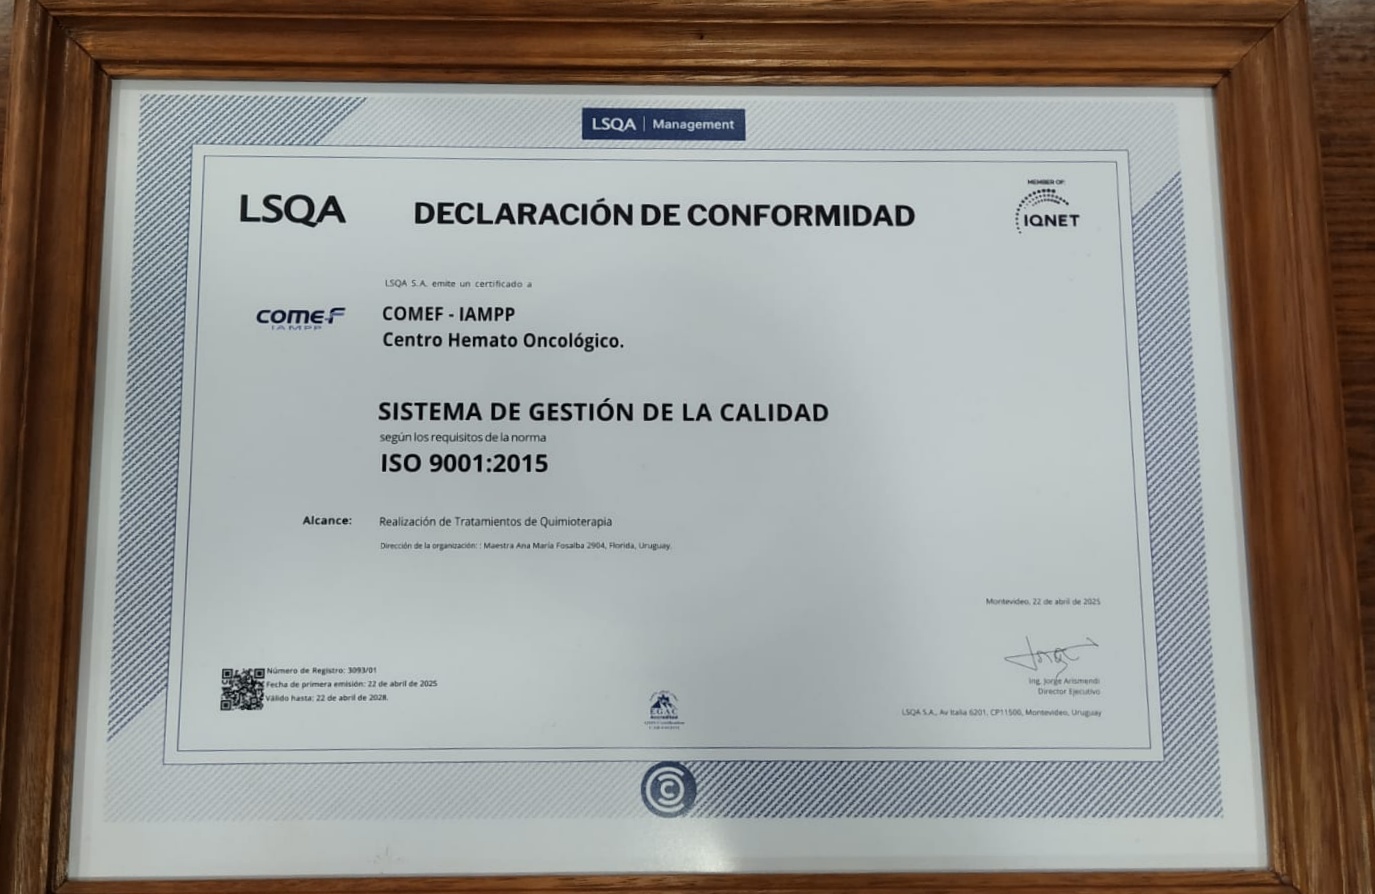 LSQA | Management
LSQA
DECLARACIÓN DE CONFORMIDAD
MEMBER OF:
IQNET
LSQA S.A. emite un certificado a
COMEF
IAMPP
COMEF - IAMPP
Centro Hemato Oncológico.
SISTEMA DE GESTIÓN DE LA CALIDAD
según los requisitos de la norma
ISO 9001:2015
Alcance: Realización de Tratamientos de Quimioterapia
Dirección de la organización: : Maestra Ana María Fosalba 2904, Florida, Uruguay.
Montevideo, 22 de abril de 2025
Número de Registro: 3093/01
Fecha de primera emisión: 22 de abril de 2025
Válido hasta: 22 de abril de 2028.
EGAC
Accredited
Ing. Jorge Arismendi
Director Ejecutivo
LSQA S.A., Av Italia 6201, CP11500, Montevideo, Uruguay